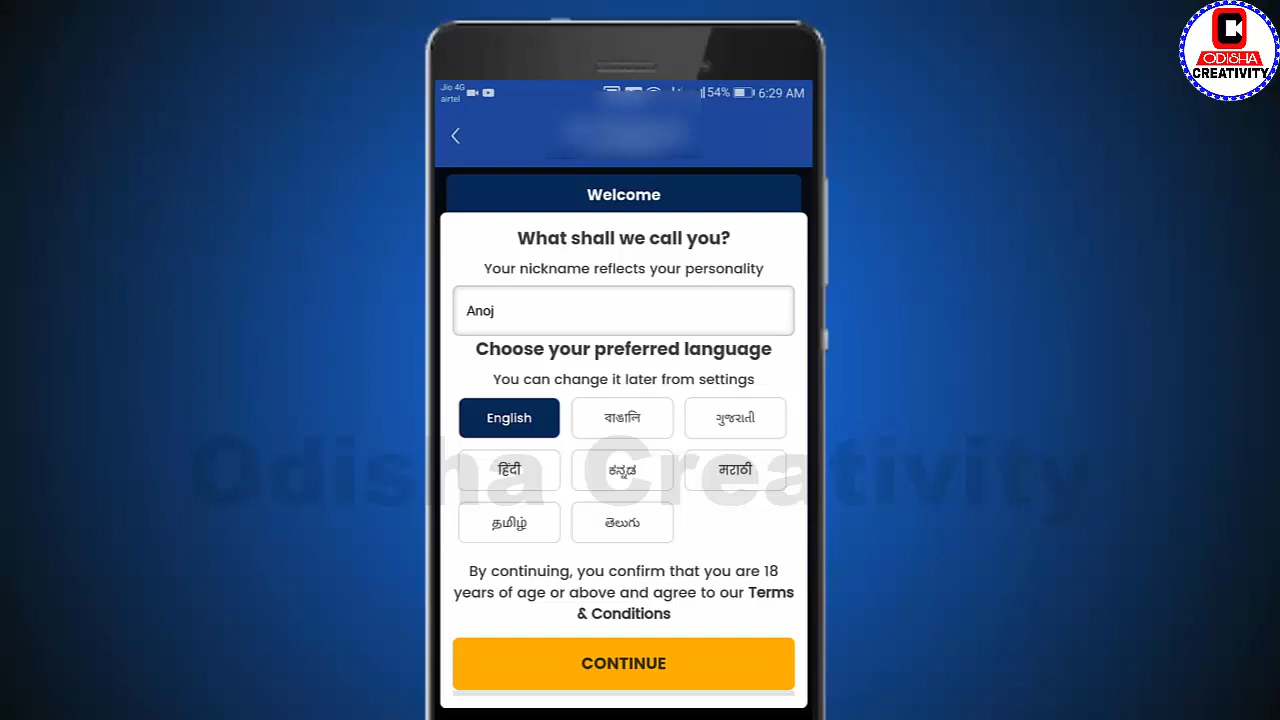 ODISHA
CREATIVITY
Jio 4G
airtel
54%
6:29 AM
Welcome
What shall we call you?
Your nickname reflects your personality
Anoj
Choose your preferred language
You can change it later from settings
English
বাঙালি
ગુજરાતી
हिंदी
ಕನ್ನಡ
मराठी
தமிழ்
తెలుగు
Odisha Creativity
By continuing, you confirm that you are 18
years of age or above and agree to our Terms
& Conditions
CONTINUE